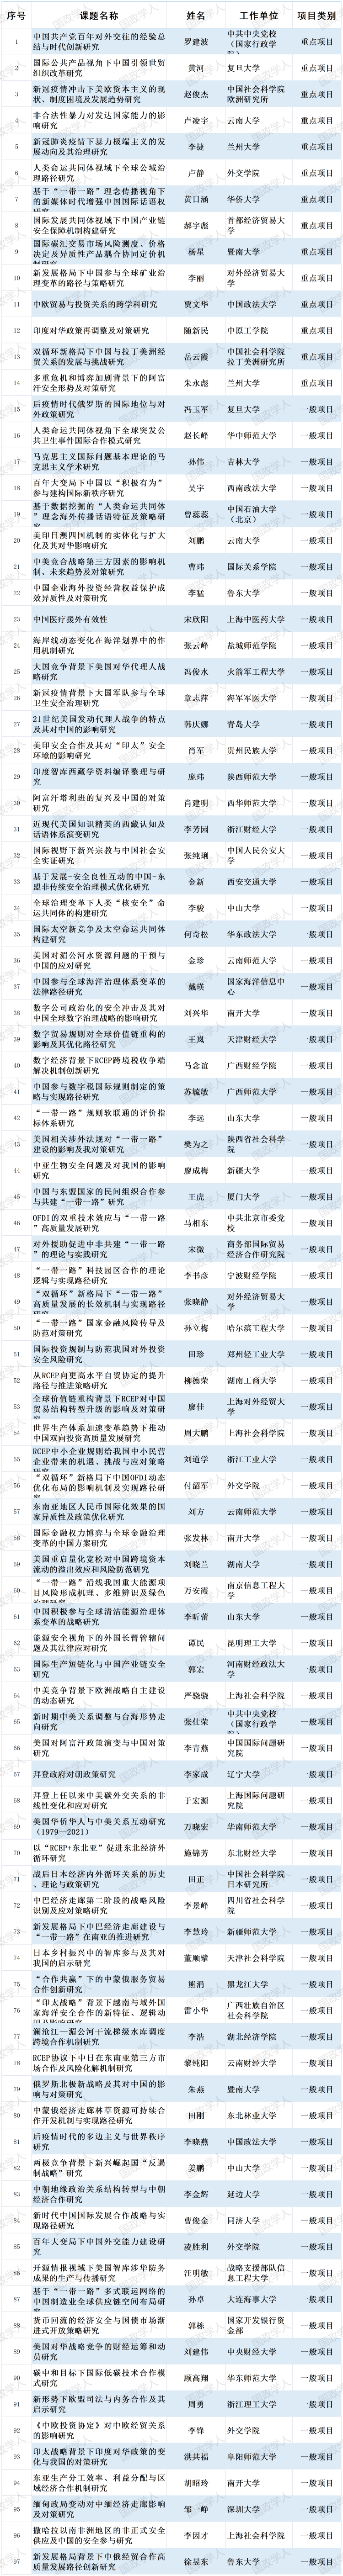 序号 课题名称 姓名 工作单位 项目类别
1 中国共产党百年对外交往的经验总结与时代创新研究 罗建波 中共中央党校（国家行政学院） 重点项目
2 国际公共产品视角下中国引领世贸组织改革研究 黄河 复旦大学 重点项目
3 新冠疫情冲击下美欧资本主义的现状、制度困境及发展趋势研究 赵俊杰 中国社会科学院欧洲研究所 重点项目
4 非合法性暴力对发达国家能力的影响研究 卢凌宇 云南大学 重点项目
5 新冠肺炎疫情下暴力极端主义的发展动向及其治理研究 李捷 兰州大学 重点项目
6 人类命运共同体视域下全球公域治理路径研究 卢静 外交学院 重点项目
7 基于“一带一路”理念传播视角下的新媒体时代增强中国国际话语权研究 黄日涵 华侨大学 重点项目
8 国际发展共同体视域下中国产业链安全保障机制构建研究 郝宇彪 首都经济贸易大学 重点项目
9 国际碳汇交易市场风险测度、价格决定及异质性产品耦合协同定价机制研究 杨星 暨南大学 重点项目
10 新发展格局下中国参与全球矿业治理变革的路径与策略研究 李丽 对外经济贸易大学 重点项目
11 中欧贸易与投资关系的跨学科研究 贾文华 中国政法大学 重点项目
12 印度对华政策再调整及对策研究 随新民 中原工学院 重点项目
13 双循环新格局下中国与拉丁美洲经贸关系的发展与挑战研究 岳云霞 中国社会科学院拉丁美洲研究所 重点项目
14 多重危机和博弈加剧背景下的阿富汗安全形势及对策研究 朱永彪 兰州大学 重点项目
15 后疫情时代俄罗斯的国际地位与对外政策研究 冯玉军 复旦大学 一般项目
16 人类命运共同体视角下全球突发公共卫生事件国际合作模式研究 赵长峰 华中师范大学 一般项目
17 马克思主义国际问题基本理论的马克思主义学术研究 孙伟 吉林大学 一般项目
18 百年大变局下中国以“积极有为”参与建构国际新秩序研究 吴宇 西南政法大学 一般项目
19 基于数据挖掘的“人类命运共同体”理念海外传播话语特征及策略研究 曾蕊蕊 中国石油大学（北京） 一般项目
20 美印日澳四国机制的实体化与扩大化及其对华影响研究 刘鹏 云南大学 一般项目
21 中美竞合战略第三方因素的影响机制、未来趋势及对策研究 曹玮 国际关系学院 一般项目
22 中国企业海外投资经营权益保护成效异质性及对策研究 李猛 鲁东大学 一般项目
23 中国医疗援外有效性 宋欣阳 上海中医药大学 一般项目
24 海岸线动态变化在海洋划界中的作用机制研究 张云峰 盐城师范学院 一般项目
25 大国竞争背景下美国对华代理人战略研究 冯俊水 火箭军工程大学 一般项目
26 新冠疫情背景下大国军队参与全球卫生安全治理研究 章志萍 海军军医大学 一般项目
27 21世纪美国发动代理人战争的特点及其对中国的影响研究 韩庆娜 青岛大学 一般项目
28 美印安全合作及其对“印太”安全环境的影响研究 肖军 贵州民族大学 一般项目
29 印度智库西藏学资料编译整理与研究 庞玮 陕西师范大学 一般项目
30 阿富汗塔利班的复兴及中国的对策研究 肖建明 西华师范大学 一般项目
31 近现代美国知识精英的西藏认知及话语体系演变研究 李芳园 浙江财经大学 一般项目
32 国际视野下新兴宗教与中国社会安全实证研究 张纯琍 中国人民公安大学 一般项目
33 基于发展-安全良性互动的中国-东盟非传统安全治理模式优化研究 金新 西安交通大学 一般项目
34 全球治理变革下人类“核安全”命运共同体的构建研究 李骏 中山大学 一般项目
35 国际太空新竞争及太空命运共同体构建研究 何奇松 华东政法大学 一般项目
36 美国对湄公河水资源问题的干预与中国的应对研究 金珍 云南师范大学 一般项目
37 中国参与全球海洋治理体系变革的法律路径研究 戴瑛 国家海洋信息中心 一般项目
38 数字公司政治化的安全冲击及其对中国全球数字治理战略的影响研究 刘兴华 南开大学 一般项目
39 数字贸易规则对全球价值链重构的影响及其优化路径研究 王岚 天津财经大学 一般项目
40 数字经济背景下RCEP跨境税收争端解决机制创新研究 马念谊 广西财经学院 一般项目
41 中国参与数字税国际规则制定的策略与实现路径研究 苏毓敏 广西师范大学 一般项目
42 “一带一路”规则软联通的评价指标体系研究 李远 山东大学 一般项目
43 美国相关涉外法规对“一带一路”建设的影响及我对策研究 樊为之 陕西省社会科学院 一般项目
44 中亚生物安全问题及对我国的影响研究 廖成梅 新疆大学 一般项目
45 中国与东盟国家的民间组织合作参与共建“一带一路”研究 王虎 厦门大学 一般项目
46 OFDI的双重技术效应与“一带一路”高质量发展研究 马相东 中共北京市委党校 一般项目
47 对外援助促进中非共建“一带一路”的理论与实践研究 宋微 商务部国际贸易经济合作研究院 一般项目
48 “一带一路”科技园区合作的理论逻辑与实现路径研究 李书彦 宁波财经学院 一般项目
49 “双循环”新格局下“一带一路”高质量发展的长效机制与实现路径研究 张晓静 对外经济贸易大学 一般项目
50 “一带一路”国家金融风险传导及防范对策研究 孙立梅 哈尔滨工程大学 一般项目
51 国际投资规制与防范我国对外投资安全风险研究 田珍 郑州轻工业大学 一般项目
52 从RCEP向更高水平自贸协定的提升路径与推进策略研究 柳德荣 湖南工商大学 一般项目
53 全球价值链重构背景下RCEP对中国贸易结构转型升级的影响及对策研究 廖佳 上海对外经贸大学 一般项目
54 世界生产体系加速变革趋势下推动中国双向投资高质量发展研究 周大鹏 上海社会科学院 一般项目
55 RCEP中小企业规则给我国中小民营企业带来的机遇、挑战与应对策略研究 刘道学 浙江工业大学 一般项目
56 “双循环”新格局下中国OFDI动态优化布局的影响机制及实现路径研究 付韶军 外交学院 一般项目
57 东南亚地区人民币国际化效果的国家异质性及政策优化研究 刘方 云南师范大学 一般项目
58 国际金融权力博弈与全球金融治理变革的中国方案研究 张发林 南开大学 一般项目
59 美国重启量化宽松对中国跨境资本流动的溢出效应和风险防范研究 刘晓兰 湖南大学 一般项目
60 “一带一路”沿线我国重大能源项目风险形成机理、多维辨识及绿色治理研究 万安霞 南京信息工程大学 一般项目
61 中国积极参与全球清洁能源治理体系变革的战略研究 李昕蕾 山东大学 一般项目
62 能源安全视角下的外国长臂管辖问题及其法律应对研究 谭民 昆明理工大学 一般项目
63 国际生产短链化与中国产业链安全研究 郭宏 河南财经政法大学 一般项目
64 中美竞争背景下欧洲战略自主建设的动态研究 严骁骁 上海社会科学院 一般项目
65 新时期中美关系调整与台海形势走向研究 张仕荣 中共中央党校（国家行政学院） 一般项目
66 美国对阿富汗政策演变与中国对策研究 李青燕 中国国际问题研究院 一般项目
67 拜登政府对朝政策研究 李家成 辽宁大学 一般项目
68 拜登上任以来中美碳外交关系的非线性变化和应对研究 于宏源 上海国际问题研究院 一般项目
69 美国华侨华人与中美关系互动研究（1979—2021） 万晓宏 华南师范大学 一般项目
70 以“RCEP+东北亚”促进东北经济外循环研究 施锦芳 东北财经大学 一般项目
71 战后日本经济内外循环关系的历史、理论与政策研究 田正 中国社会科学院日本研究所 一般项目
72 中巴经济走廊第二阶段的战略风险识别及应对策略研究 李景峰 四川省社会科学院 一般项目
73 新发展格局下中巴经济走廊建设与“一带一路”在南亚的推进研究 李慧玲 新疆师范大学 一般项目
74 日本乡村振兴中的智库参与及其对我国的启示研究 董顺擘 天津社会科学院 一般项目
75 “合作共赢”下的中蒙俄服务贸易合作创新研究 熊涓 黑龙江大学 一般项目
76 “印太战略”背景下越南与域外国家海洋安全合作的新特征、逻辑动因及影响研究 雷小华 广西壮族自治区社会科学院 一般项目
77 澜沧江—湄公河干流梯级水库调度跨境合作机制研究 李浩 湖北经济学院 一般项目
78 RCEP协议下中日在东南亚第三方市场合作及风险化解机制研究 黎纯阳 云南财经大学 一般项目
79 俄罗斯北极新战略及其对中国的影响与对策研究 朱燕 暨南大学 一般项目
80 中蒙俄经济走廊林草资源可持续合作开发机制与实现路径研究 田刚 东北林业大学 一般项目
81 后疫情时代的多边主义与世界秩序研究 李晓燕 中国政法大学 一般项目
82 两极竞争背景下新兴崛起国“反遏制战略”研究 姜鹏 中山大学 一般项目
83 中朝地缘政治关系结构转型与中朝经济合作研究 李金辉 延边大学 一般项目
84 新时代中国国际发展合作战略与实现路径研究 曹俊金 同济大学 一般项目
85 百年大变局下中国外交能力建设研究 凌胜利 外交学院 一般项目
86 开源情报视域下美国智库涉华防务成果的生产与传播研究 汪明敏 战略支援部队信息工程大学 一般项目
87 基于“一带一路”多式联运网络的中国制造业全球供应链空间布局研究 孙卓 大连海事大学 一般项目
88 货币回流的经济安全与国债市场渐进式开放策略研究 郭栋 国家开发银行资金部 一般项目
89 美国对华战略竞争的财经运筹和动员研究 刘建伟 中央财经大学 一般项目
90 碳中和目标下国际低碳技术合作模式研究 顾高翔 华东师范大学 一般项目
91 新形势下欧盟司法与内务合作及其启示研究 周勇 浙江理工大学 一般项目
92 《中欧投资协定》对中欧经贸关系的影响研究 李锋 外交学院 一般项目
93 印太战略背景下印度对华政策的变化与我国的对策研究 洪共福 阜阳师范大学 一般项目
94 东亚生产分工效率、利益分配与区域经济合作机制研究 胡昭玲 南开大学 一般项目
95 缅甸政局变动对中缅经济走廊影响及对策研究 邹一峥 深圳大学 一般项目
96 撒哈拉以南非洲地区的非正式安全供应及中国的安全参与研究 李因才 上海社会科学院 一般项目
97 新发展格局背景下中俄经贸合作高质量发展路径创新研究 徐昱东 鲁东大学 一般项目